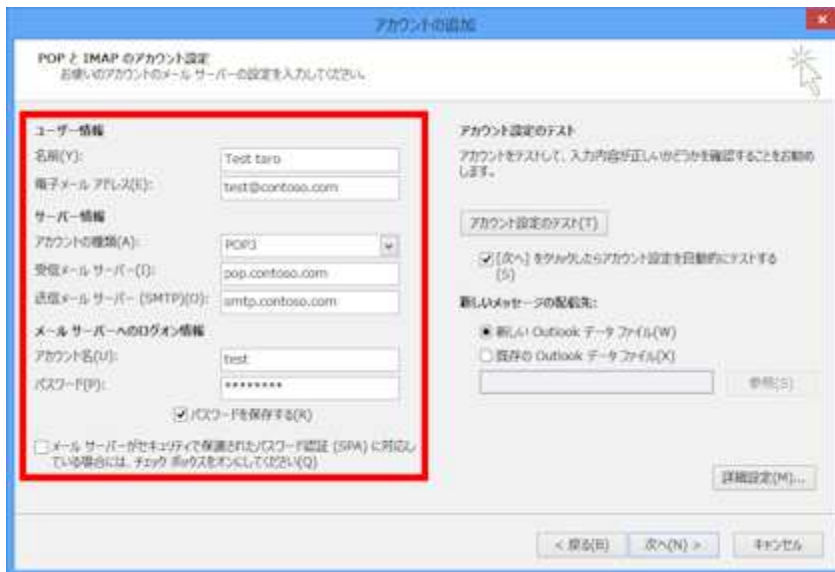 アカウントの追加
POP と IMAP のアカウント設定
お使いのアカウントのメール サーバーの設定を入力してください。
ユーザー情報
名前(Y):
Test taro
電子メール アドレス(E):
test@contoso.com
サーバー情報
アカウントの種類(A):
POP3
受信メール サーバー(I):
pop.contoso.com
送信メール サーバー (SMTP)(O):
smtp.contoso.com
メール サーバーへのログオン情報
アカウント名(U):
test
パスワード(P):
********
パスワードを保存する(R)
メール サーバーがセキュリティで保護されたパスワード認証 (SPA) に対応し
ている場合には、チェック ボックスをオンにしてください(Q)
アカウント設定のテスト
アカウントをテストして、入力内容が正しいかどうかを確認することをお勧め
します。
アカウント設定のテスト(T)
[次へ] をクリックしたらアカウント設定を自動的にテストする
(S)
新しいメッセージの配信先:
新しい Outlook データ ファイル(W)
既存の Outlook データ ファイル(X)
参照(S)
詳細設定(M)...
< 戻る(B)
次へ(N) >
キャンセル